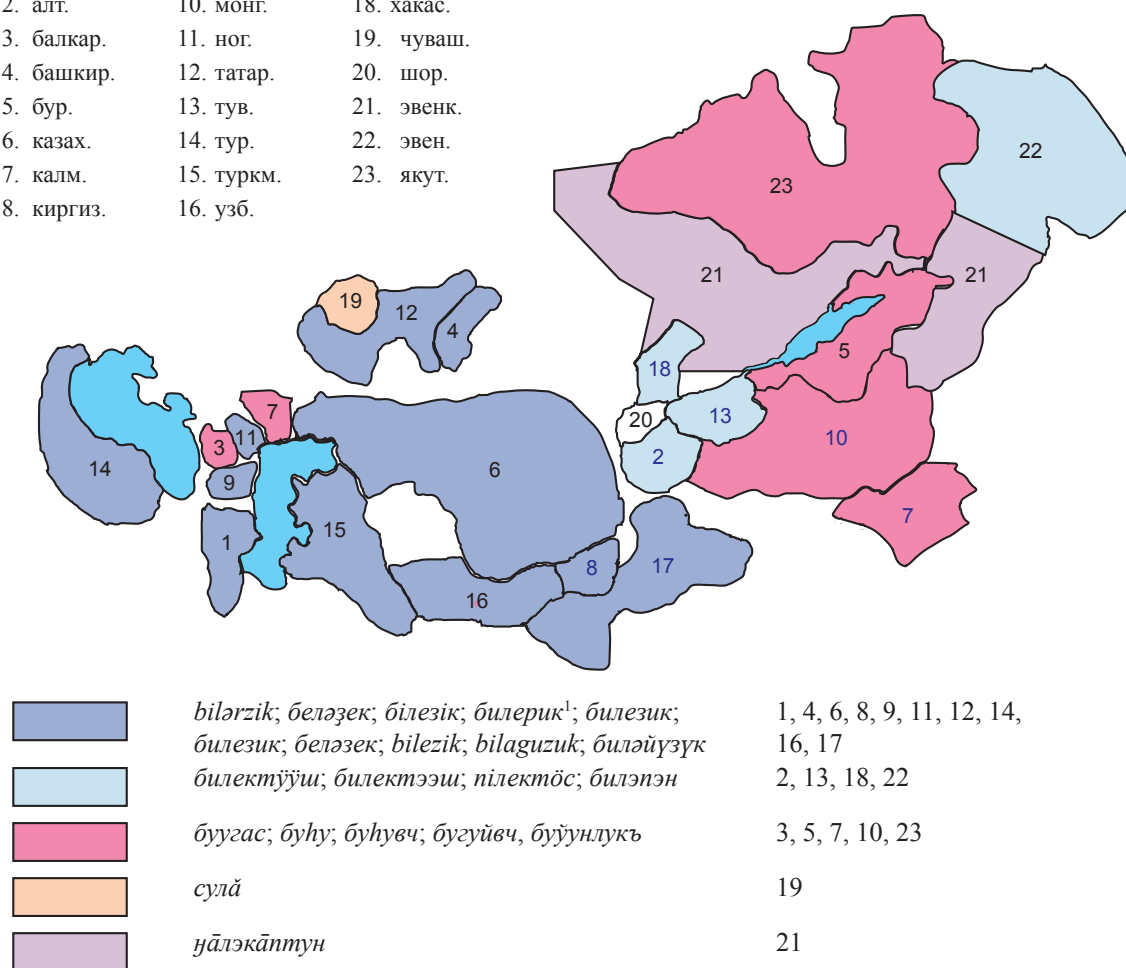 2. алт. 10. монг. 18. хакас.
3. балкар. 11. ног. 19. чуваш.
4. башкир. 12. татар. 20. шор.
5. бур. 13. тув. 21. эвенк.
6. казах. 14. тур. 22. эвен.
7. калм. 15. туркм. 23. якут.
8. киргиз. 16. узб.
22
23
21
21
19
12
4
5
18
7
20
13
3
11
10
14
6
2
9
15
7
1
8
17
16
bilərzik; беләҙек; білезік; билерик¹; билезик; 1, 4, 6, 8, 9, 11, 12, 14,
билезик; беләзек; bilezik; bilaguzuk; биләйүзүк 16, 17
билектӱӱш; билектээш; пілектӧс; билэпэн 2, 13, 18, 22
буугас; буһу; буһувч; бугуйвч, буўунлукъ 3, 5, 7, 10, 23
сулӑ 19
ӈа̄лэка̄птун 21